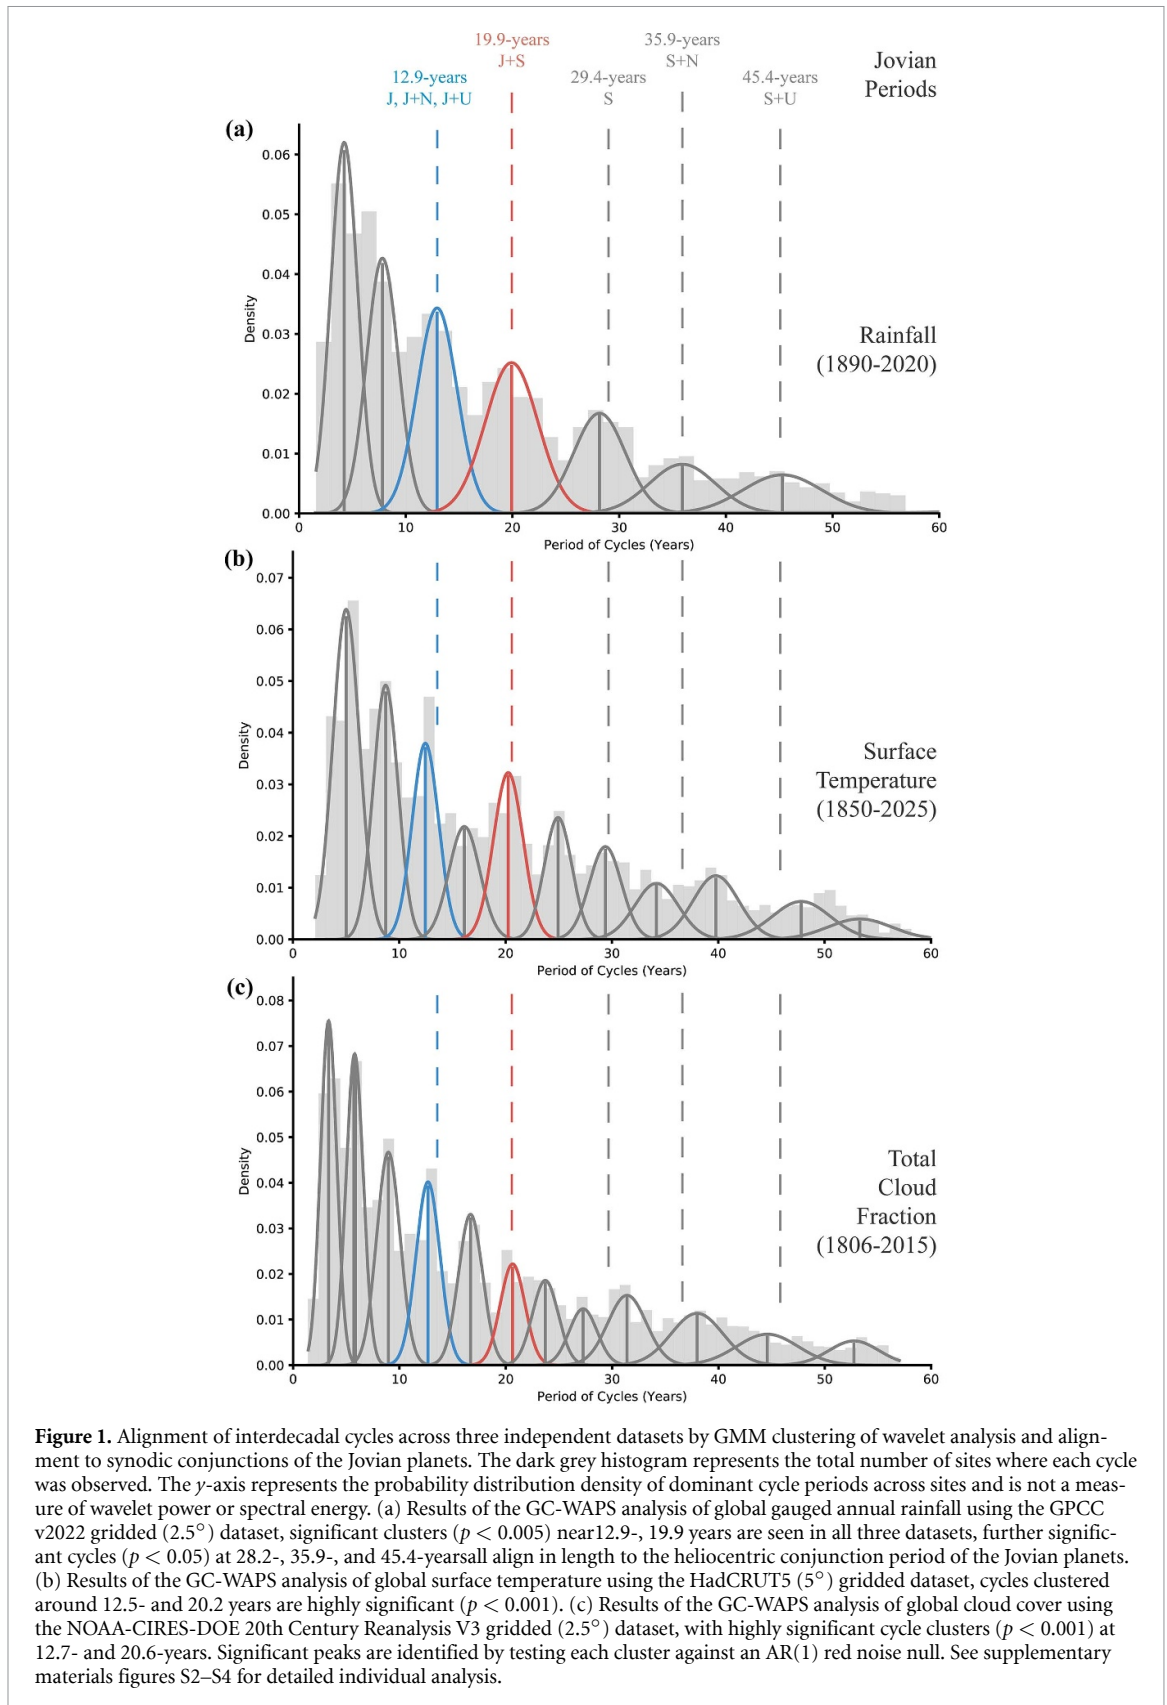 19.9-years
J+S
35.9-years
S+N
12.9-years
J, J+N, J+U
29.4-years
S
45.4-years
S+U
Jovian
Periods
(a)
0.06
0.05
0.04
0.03
0.02
0.01
0.00
Density
Rainfall
(1890-2020)
0 10 20 30 40 50 60
Period of Cycles (Years)
(b)
0.07
0.06
0.05
0.04
0.03
0.02
0.01
0.00
Density
Surface
Temperature
(1850-2025)
0 10 20 30 40 50 60
Period of Cycles (Years)
(c)
0.08
0.07
0.06
0.05
0.04
0.03
0.02
0.01
0.00
Density
Total
Cloud
Fraction
(1806-2015)
0 10 20 30 40 50 60
Period of Cycles (Years)
Figure 1. Alignment of interdecadal cycles across three independent datasets by GMM clustering of wavelet analysis and align-
ment to synodic conjunctions of the Jovian planets. The dark grey histogram represents the total number of sites where each cycle
was observed. The y-axis represents the probability distribution density of dominant cycle periods across sites and is not a meas-
ure of wavelet power or spectral energy. (a) Results of the GC-WAPS analysis of global gauged annual rainfall using the GPCC
v2022 gridded (2.5°) dataset, significant clusters (p < 0.005) near12.9-, 19.9 years are seen in all three datasets, further signific-
ant cycles (p < 0.05) at 28.2-, 35.9-, and 45.4-yearsall align in length to the heliocentric conjunction period of the Jovian planets.
(b) Results of the GC-WAPS analysis of global surface temperature using the HadCRUT5 (5°) gridded dataset, cycles clustered
around 12.5- and 20.2 years are highly significant (p < 0.001). (c) Results of the GC-WAPS analysis of global cloud cover using
the NOAA-CIRES-DOE 20th Century Reanalysis V3 gridded (2.5°) dataset, with highly significant cycle clusters (p < 0.001) at
12.7- and 20.6-years. Significant peaks are identified by testing each cluster against an AR(1) red noise null. See supplementary
materials figures S2–S4 for detailed individual analysis.